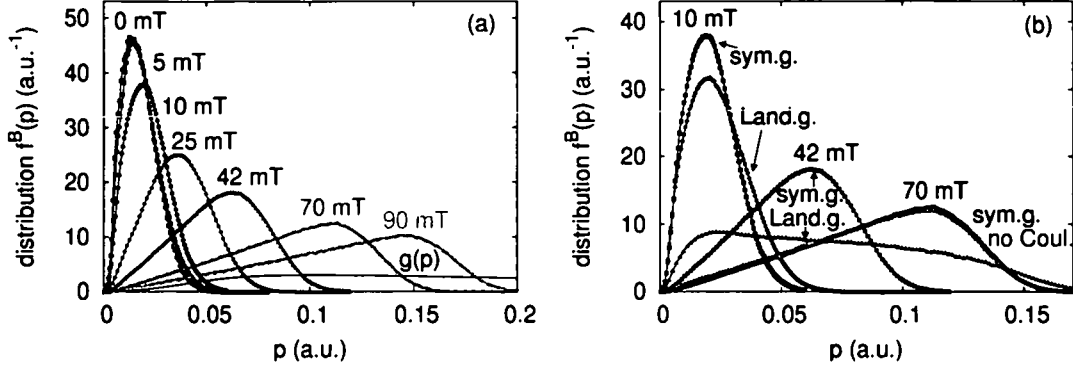 (a)
distribution f^B(p) (a.u.^-1)
50
40
30
20
10
0
0 mT
5 mT
10 mT
25 mT
42 mT
70 mT
90 mT
g(p)
0
0.05
0.1
0.15
0.2
p (a.u.)
(b)
distribution f^B(p) (a.u.^-1)
40
30
20
10
0
10 mT
sym.g.
Land.g.
42 mT
sym.g.
Land.g.
70 mT
sym.g.
no Coul.
0
0.05
0.1
0.15
p (a.u.)